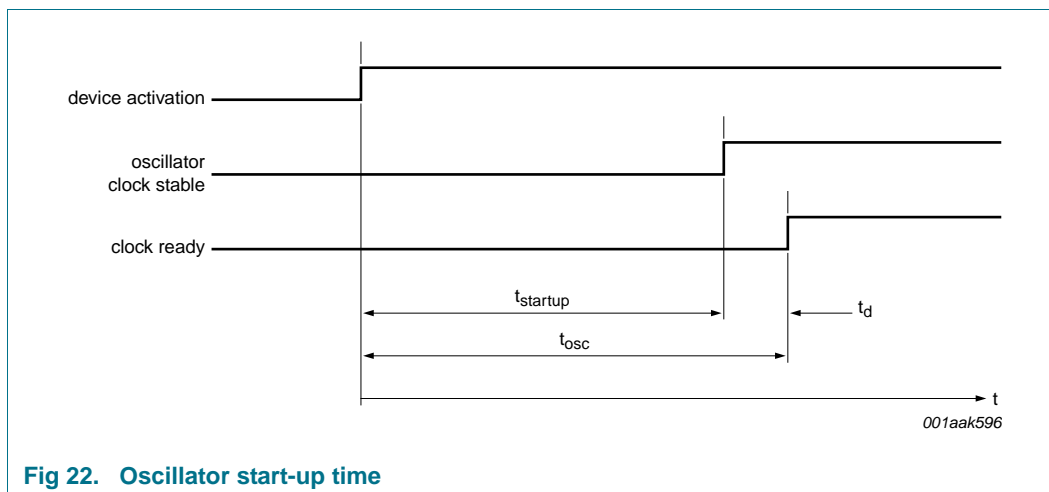 device activation
oscillator
clock stable
clock ready
tstartup
td
tosc
t
001aak596
Fig 22. Oscillator start-up time